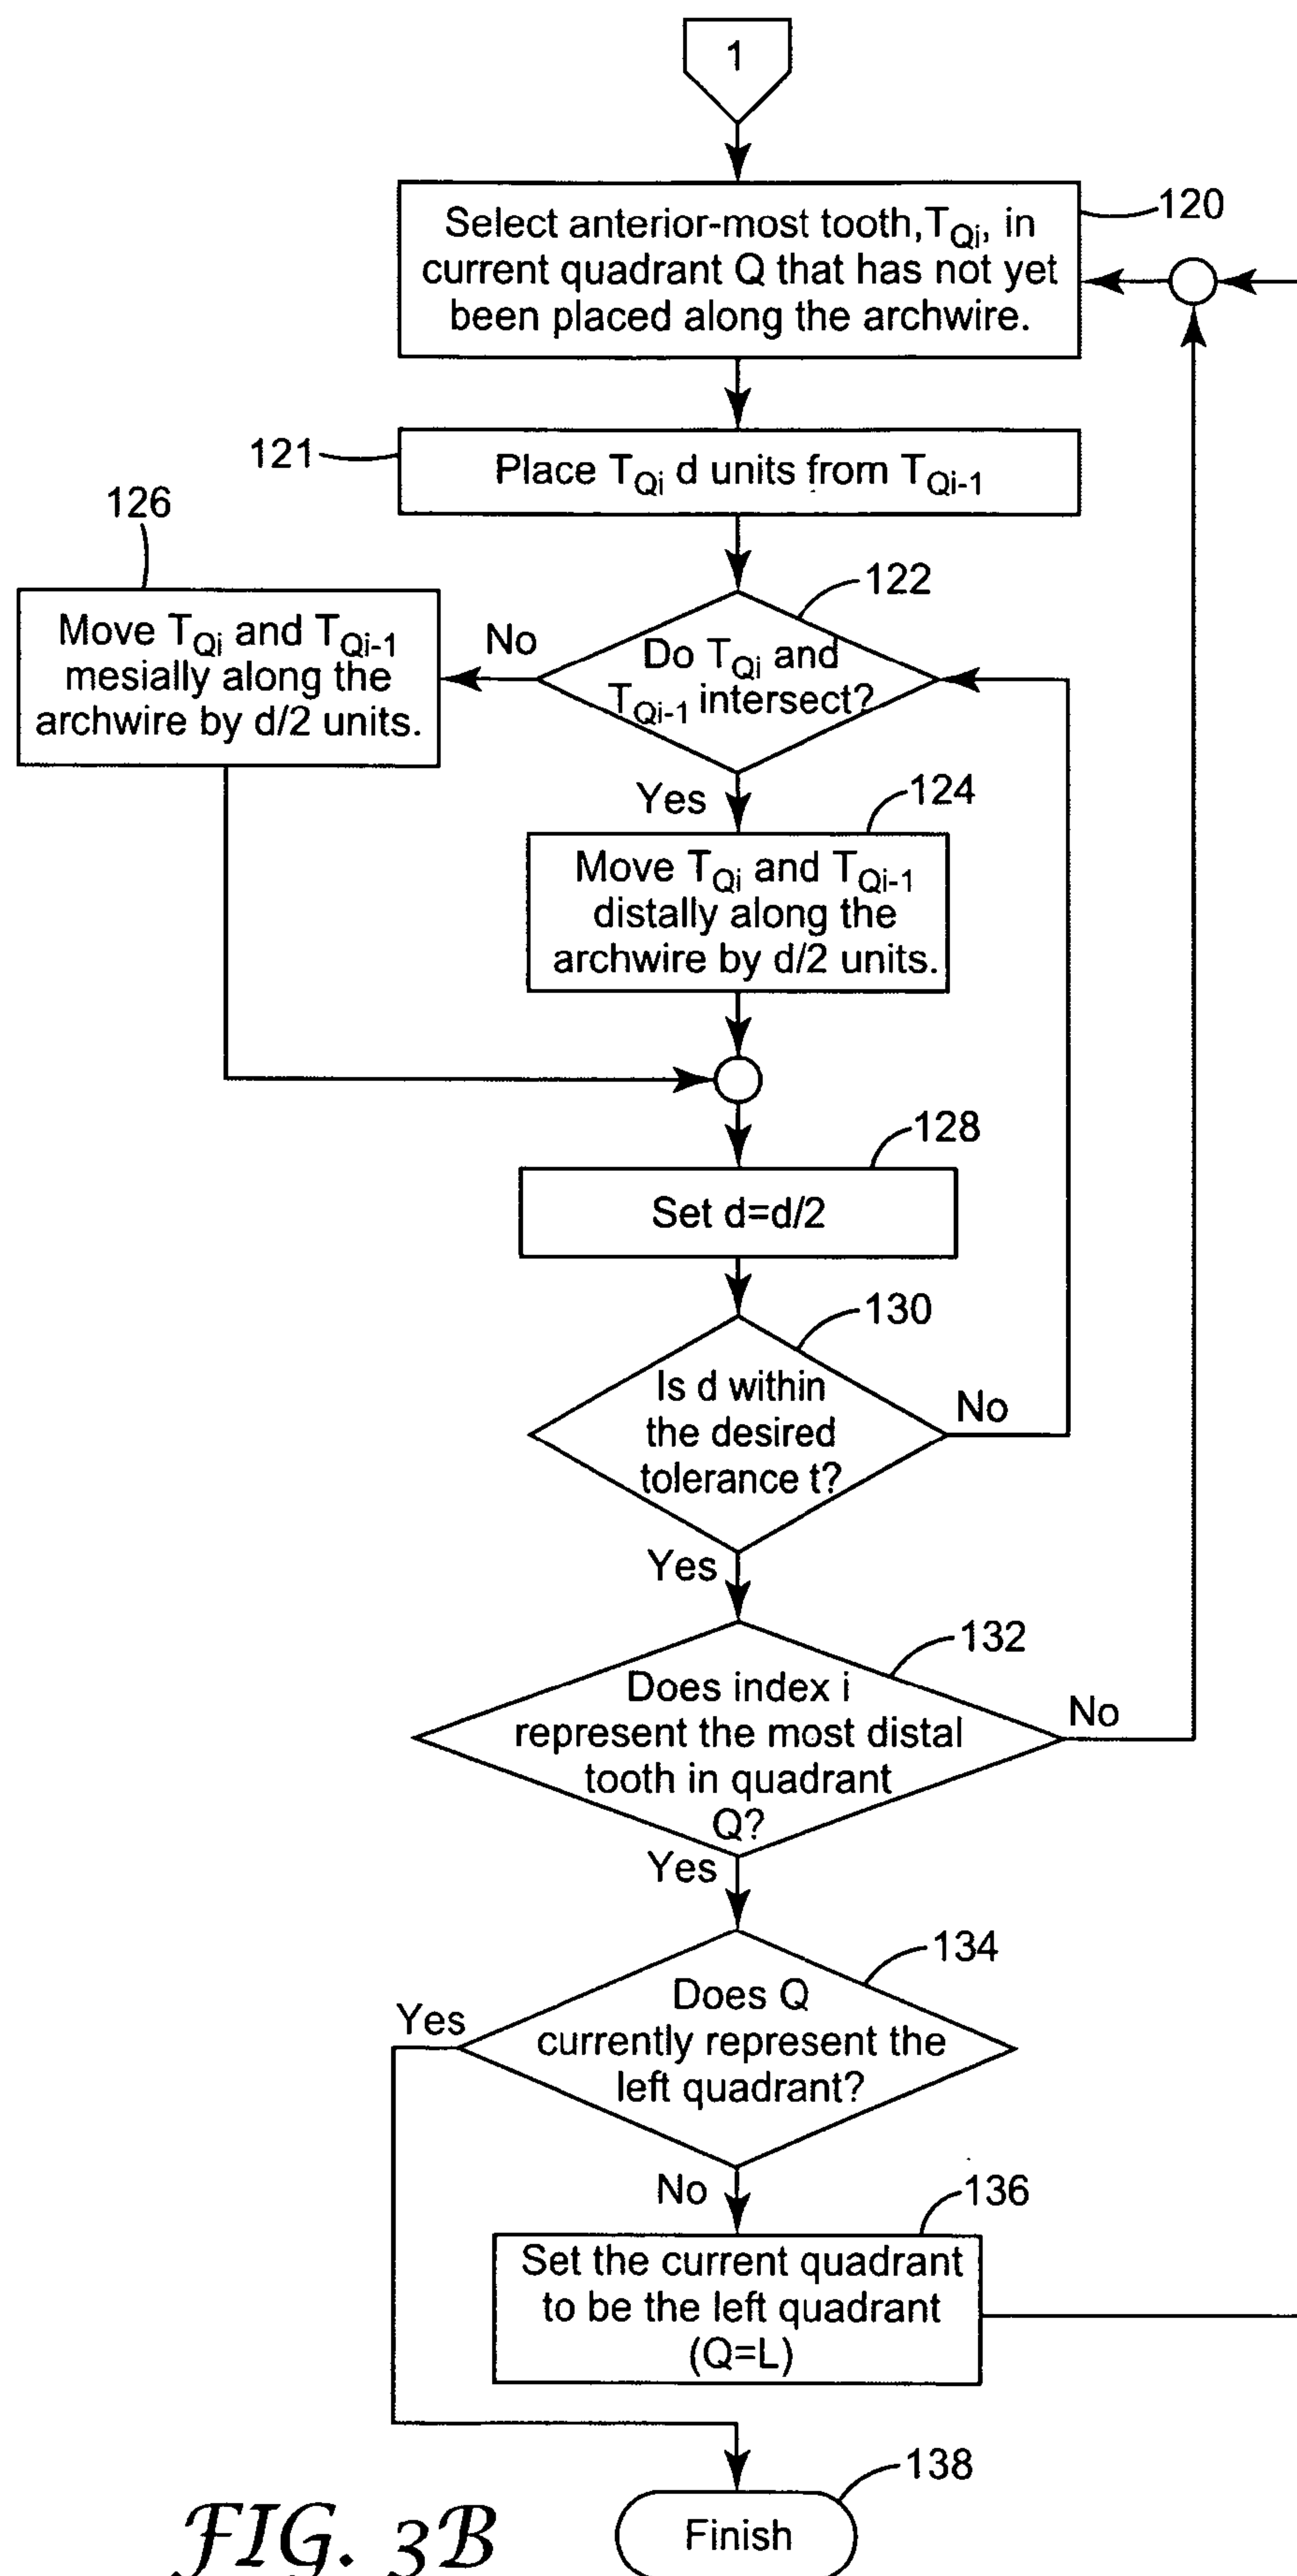 1
Select anterior-most tooth,TQi, in
current quadrant Q that has not yet
been placed along the archwire.
120
121
Place TQi d units from TQi-1
126
122
Move TQi and TQi-1
mesially along the
archwire by d/2 units.
No
Do TQi and
TQi-1 intersect?
Yes
124
Move TQi and TQi-1
distally along the
archwire by d/2 units.
128
Set d=d/2
130
Is d within
the desired
tolerance t?
No
Yes
132
Does index i
represent the most distal
tooth in quadrant
Q?
No
Yes
134
Does Q
currently represent the
left quadrant?
Yes
No
136
Set the current quadrant
to be the left quadrant
(Q=L)
138
Finish
FIG. 3B